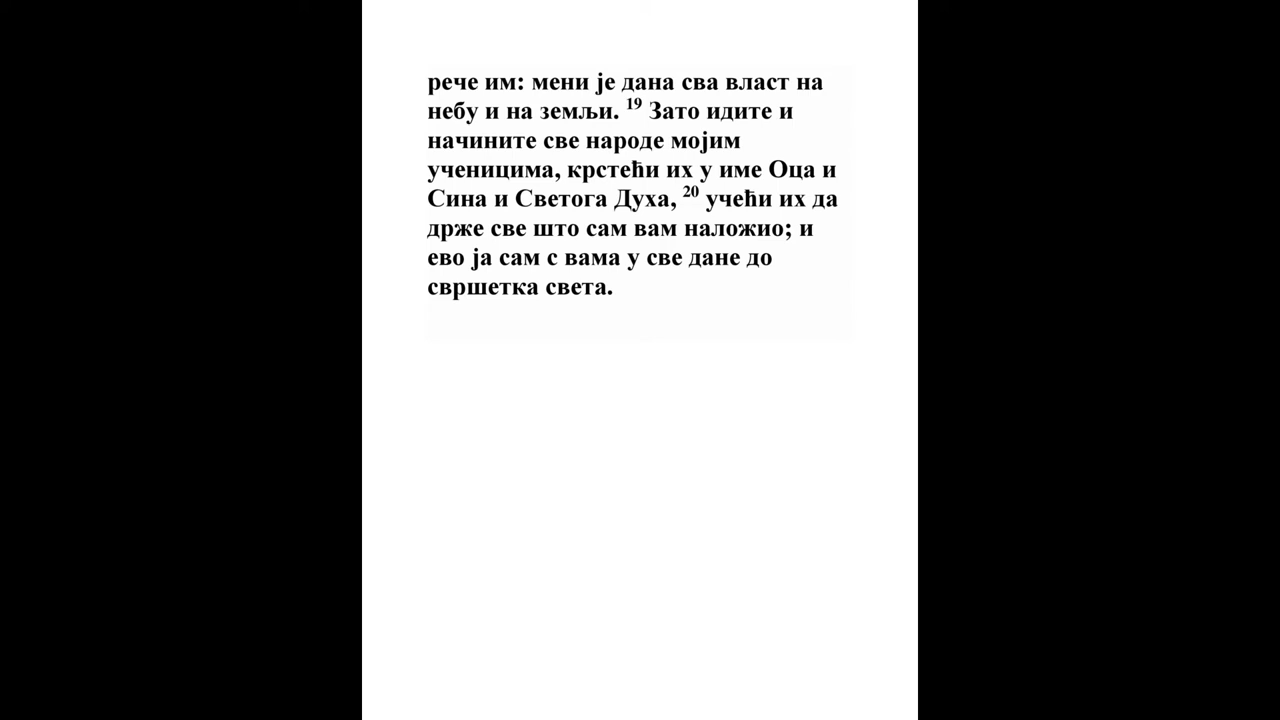 рече им: мени је дана сва власт на
небу и на земљи. 19 Зато идите и
начините све народе мојим
ученицима, крстећи их у име Оца и
Сина и Светога Духа, 20 учећи их да
држе све што сам вам наложио; и
ево ја сам с вама у све дане до
свршетка света.